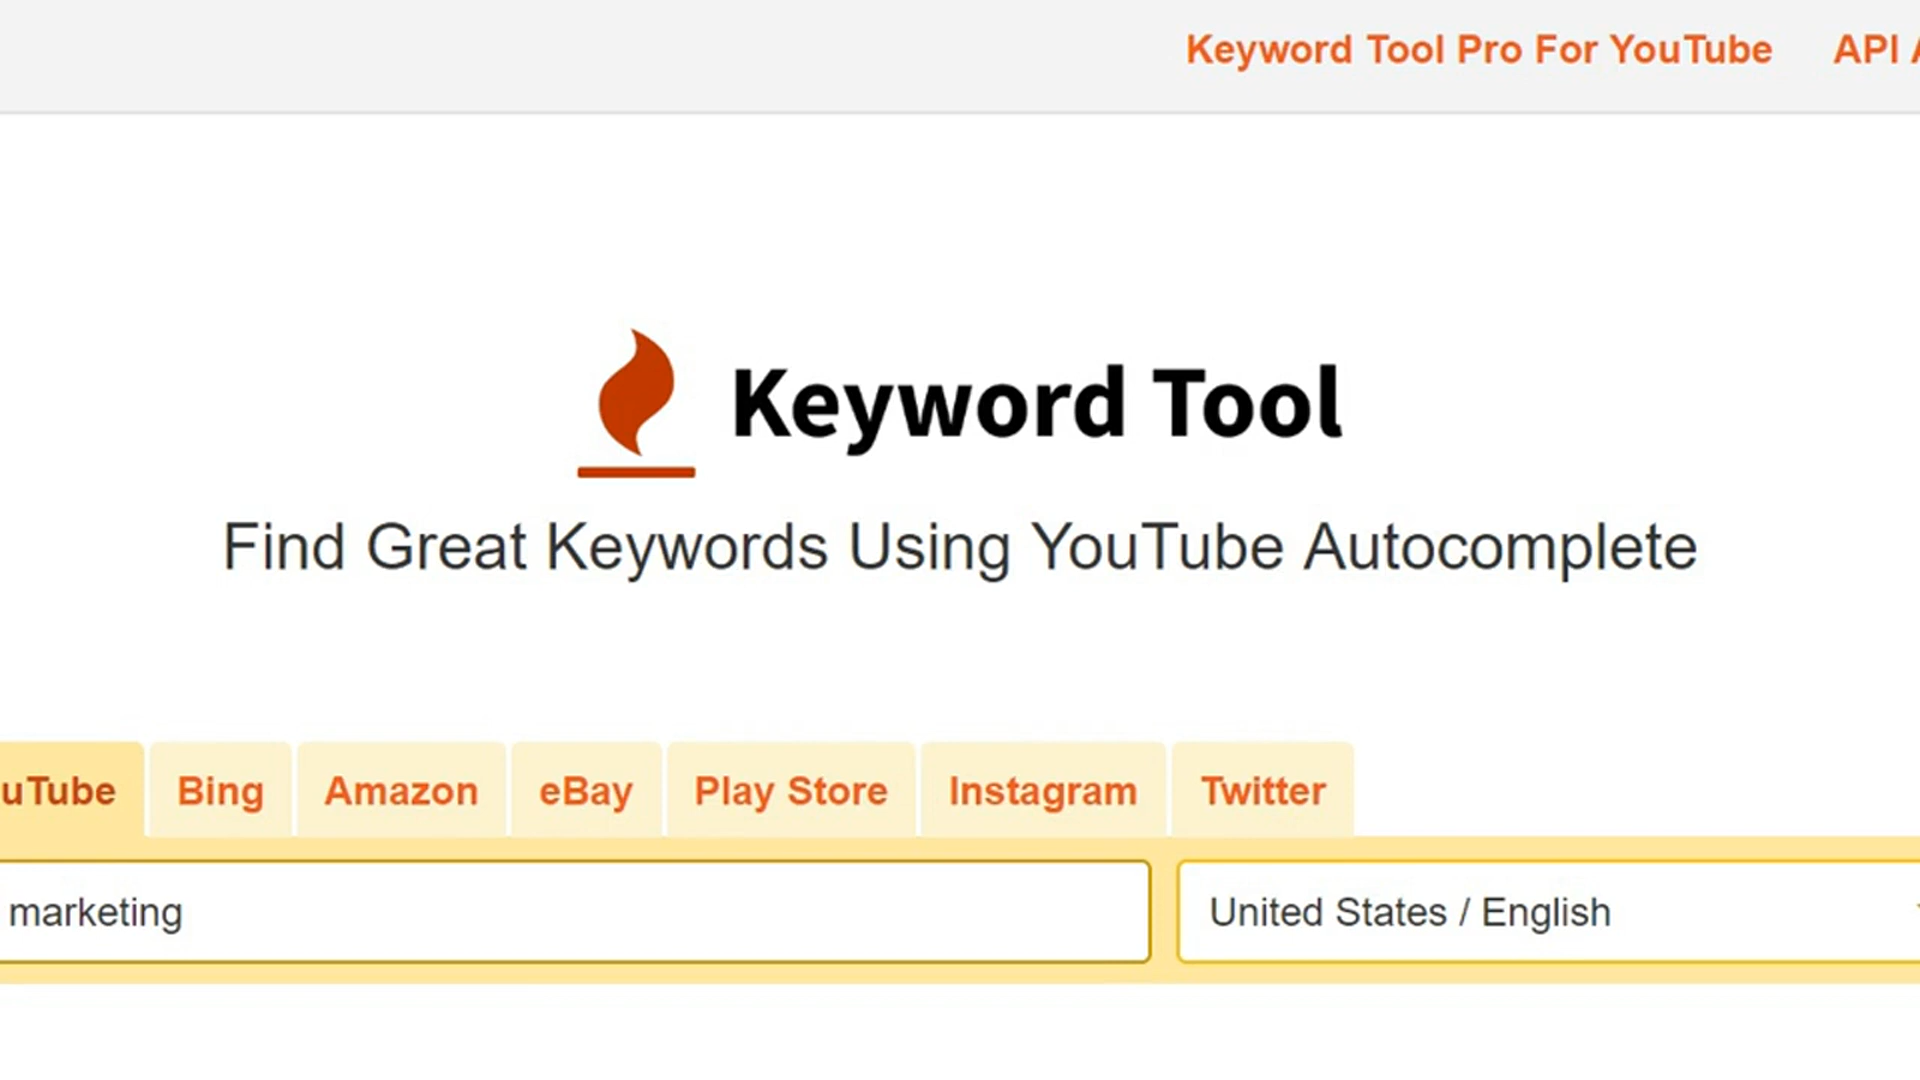 Keyword Tool Pro For YouTube API
Keyword Tool
Find Great Keywords Using YouTube Autocomplete
uTube Bing Amazon eBay Play Store Instagram Twitter
marketing United States / English